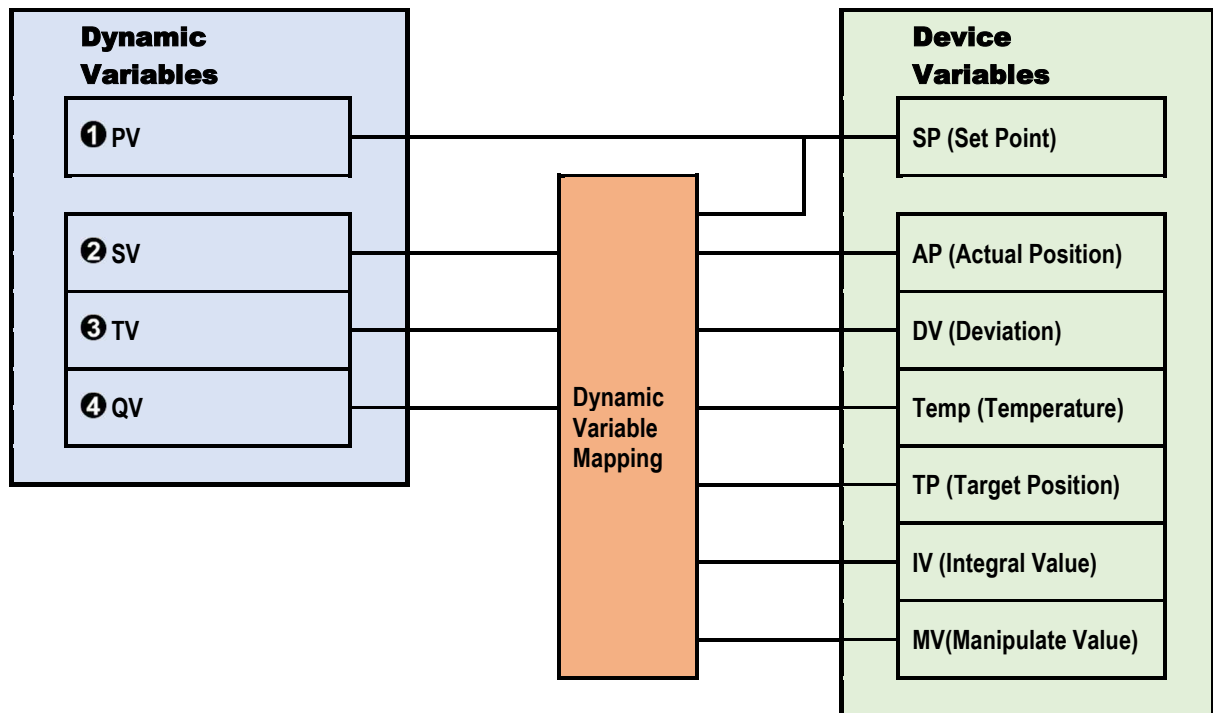 Dynamic
Variables
❶ PV
❷ SV
❸ TV
❹ QV
Dynamic
Variable
Mapping
Device
Variables
SP (Set Point)
AP (Actual Position)
DV (Deviation)
Temp (Temperature)
TP (Target Position)
IV (Integral Value)
MV(Manipulate Value)